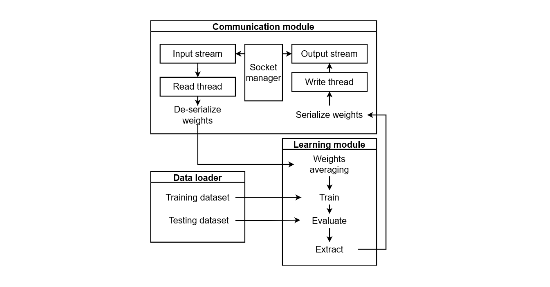 Communication module
Input stream
Socket
manager
Output stream
Read thread
Write thread
De-serialize
weights
Serialize weights
Learning module
Weights
averaging
Train
Evaluate
Extract
Data loader
Training dataset
Testing dataset